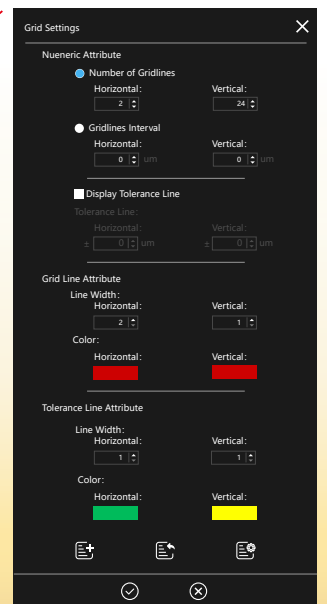 Grid Settings
Nueneric Attribute
Number of Gridlines
Horizontal: Vertical:
2 24
Gridlines Interval
Horizontal: Vertical:
0 um 0 um
Display Tolerance Line
Tolerance Line:
Horizontal: Vertical:
± 0 um ± 0 um
Grid Line Attribute
Line Width:
Horizontal: Vertical:
2 1
Color:
Horizontal: Vertical:
Tolerance Line Attribute
Line Width:
Horizontal: Vertical:
1 1
Color:
Horizontal: Vertical: